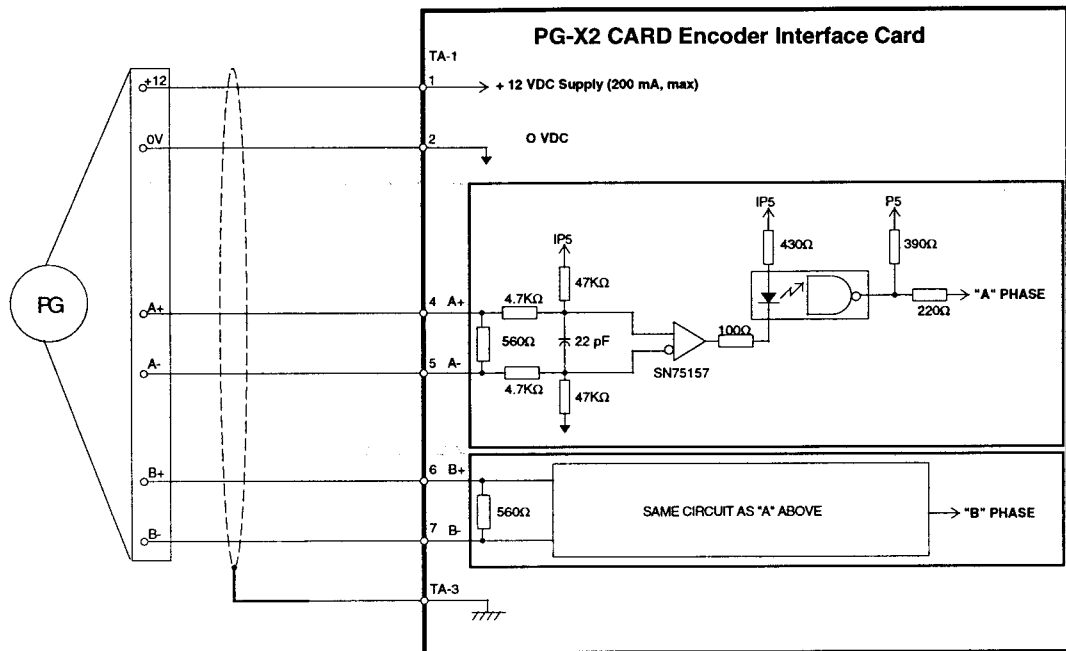 PG-X2 CARD Encoder Interface Card
TA-1
+12
1
+ 12 VDC Supply (200 mA, max)
0V
2
O VDC
IP5
P5
430Ω
390Ω
IP5
47KΩ
"A" PHASE
220Ω
PG
A+
4
A+
4.7KΩ
560Ω
22 pF
100Ω
SN75157
A-
5
A-
4.7KΩ
47KΩ
B+
6
B+
560Ω
SAME CIRCUIT AS "A" ABOVE
"B" PHASE
B-
7
B-
TA-3